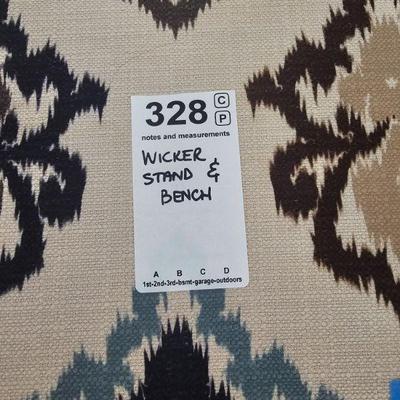 328 C
P
notes and measurements
WICKER
STAND &
BENCH
A B C D
1st-2nd-3rd-bsmt-garage-outdoors